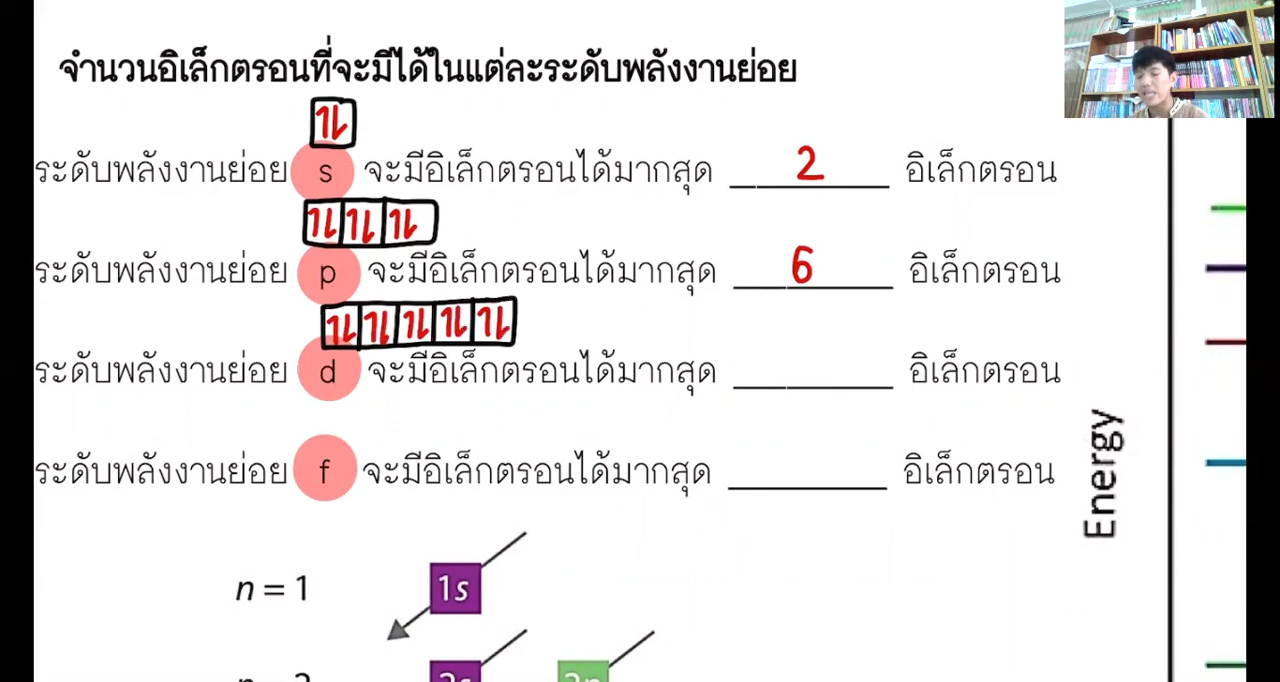 จำนวนอิเล็กตรอนที่จะมีได้ในแต่ละระดับพลังงานย่อย
ระดับพลังงานย่อย s จะมีอิเล็กตรอนได้มากสุด 2 อิเล็กตรอน
ระดับพลังงานย่อย p จะมีอิเล็กตรอนได้มากสุด 6 อิเล็กตรอน
ระดับพลังงานย่อย d จะมีอิเล็กตรอนได้มากสุด ________ อิเล็กตรอน
ระดับพลังงานย่อย f จะมีอิเล็กตรอนได้มากสุด ________ อิเล็กตรอน
Energy
n = 1 1s